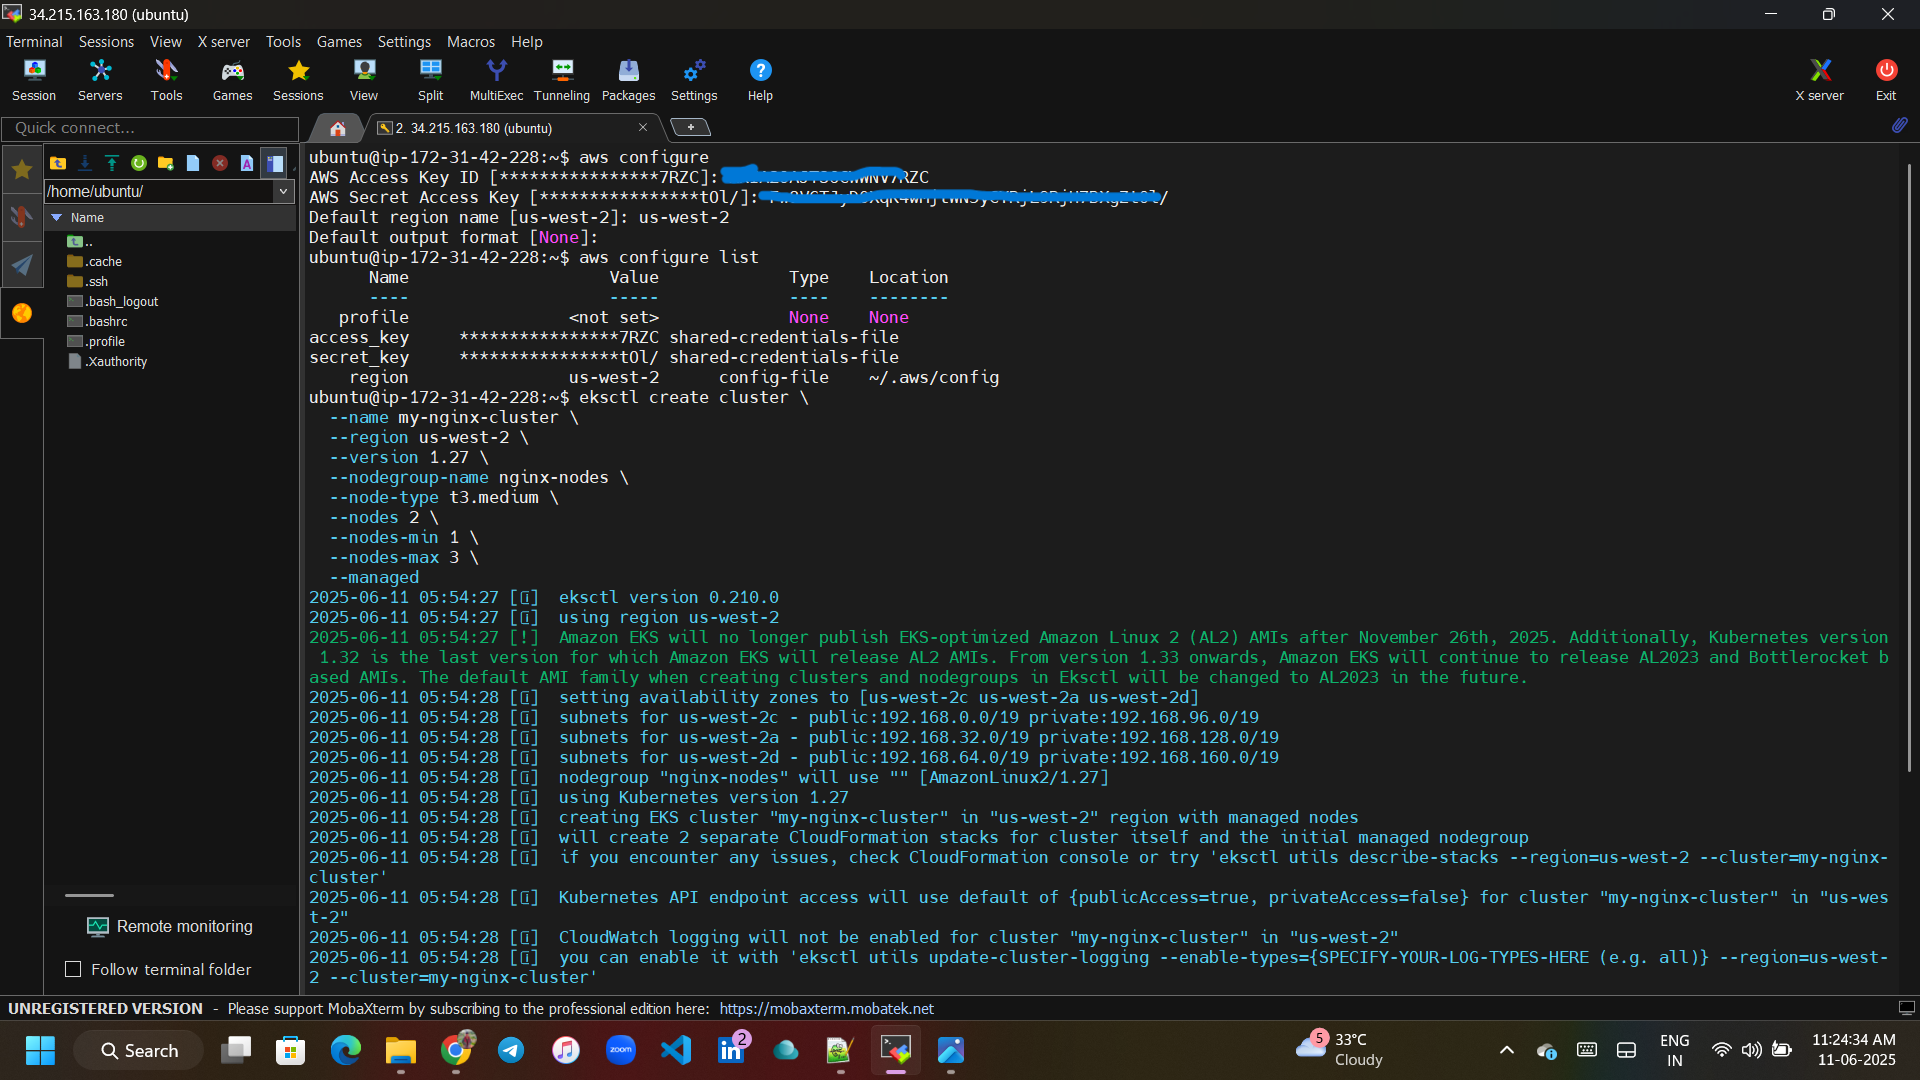 34.215.163.180 (ubuntu)
Terminal Sessions View X server Tools Games Settings Macros Help
Session Servers Tools Games Sessions View Split MultiExec Tunneling Packages Settings Help X server Exit
Quick connect...
2. 34.215.163.180 (ubuntu)
/home/ubuntu/
Name
..
.cache
.ssh
.bash_logout
.bashrc
.profile
.Xauthority
Remote monitoring
Follow terminal folder
ubuntu@ip-172-31-42-228:~$ aws configure
AWS Access Key ID [****************7RZC]:
AWS Secret Access Key [****************tOl/]:
Default region name [us-west-2]: us-west-2
Default output format [None]:
ubuntu@ip-172-31-42-228:~$ aws configure list
Name Value Type Location
---- ----- ---- --------
profile <not set> None None
access_key ****************7RZC shared-credentials-file
secret_key ****************tOl/ shared-credentials-file
region us-west-2 config-file ~/.aws/config
ubuntu@ip-172-31-42-228:~$ eksctl create cluster \
--name my-nginx-cluster \
--region us-west-2 \
--version 1.27 \
--nodegroup-name nginx-nodes \
--node-type t3.medium \
--nodes 2 \
--nodes-min 1 \
--nodes-max 3 \
--managed
2025-06-11 05:54:27 [i] eksctl version 0.210.0
2025-06-11 05:54:27 [i] using region us-west-2
2025-06-11 05:54:27 [!] Amazon EKS will no longer publish EKS-optimized Amazon Linux 2 (AL2) AMIs after November 26th, 2025. Additionally, Kubernetes version
1.32 is the last version for which Amazon EKS will release AL2 AMIs. From version 1.33 onwards, Amazon EKS will continue to release AL2023 and Bottlerocket b
ased AMIs. The default AMI family when creating clusters and nodegroups in Eksctl will be changed to AL2023 in the future.
2025-06-11 05:54:28 [i] setting availability zones to [us-west-2c us-west-2a us-west-2d]
2025-06-11 05:54:28 [i] subnets for us-west-2c - public:192.168.0.0/19 private:192.168.96.0/19
2025-06-11 05:54:28 [i] subnets for us-west-2a - public:192.168.32.0/19 private:192.168.128.0/19
2025-06-11 05:54:28 [i] subnets for us-west-2d - public:192.168.64.0/19 private:192.168.160.0/19
2025-06-11 05:54:28 [i] nodegroup "nginx-nodes" will use "" [AmazonLinux2/1.27]
2025-06-11 05:54:28 [i] using Kubernetes version 1.27
2025-06-11 05:54:28 [i] creating EKS cluster "my-nginx-cluster" in "us-west-2" region with managed nodes
2025-06-11 05:54:28 [i] will create 2 separate CloudFormation stacks for cluster itself and the initial managed nodegroup
2025-06-11 05:54:28 [i] if you encounter any issues, check CloudFormation console or try 'eksctl utils describe-stacks --region=us-west-2 --cluster=my-nginx-
cluster'
2025-06-11 05:54:28 [i] Kubernetes API endpoint access will use default of {publicAccess=true, privateAccess=false} for cluster "my-nginx-cluster" in "us-wes
t-2"
2025-06-11 05:54:28 [i] CloudWatch logging will not be enabled for cluster "my-nginx-cluster" in "us-west-2"
2025-06-11 05:54:28 [i] you can enable it with 'eksctl utils update-cluster-logging --enable-types={SPECIFY-YOUR-LOG-TYPES-HERE (e.g. all)} --region=us-west-
2 --cluster=my-nginx-cluster'
UNREGISTERED VERSION - Please support MobaXterm by subscribing to the professional edition here: https://mobaxterm.mobatek.net
Search
zoom
2
5
33°C
Cloudy
ENG
IN
11:24:34 AM
11-06-2025